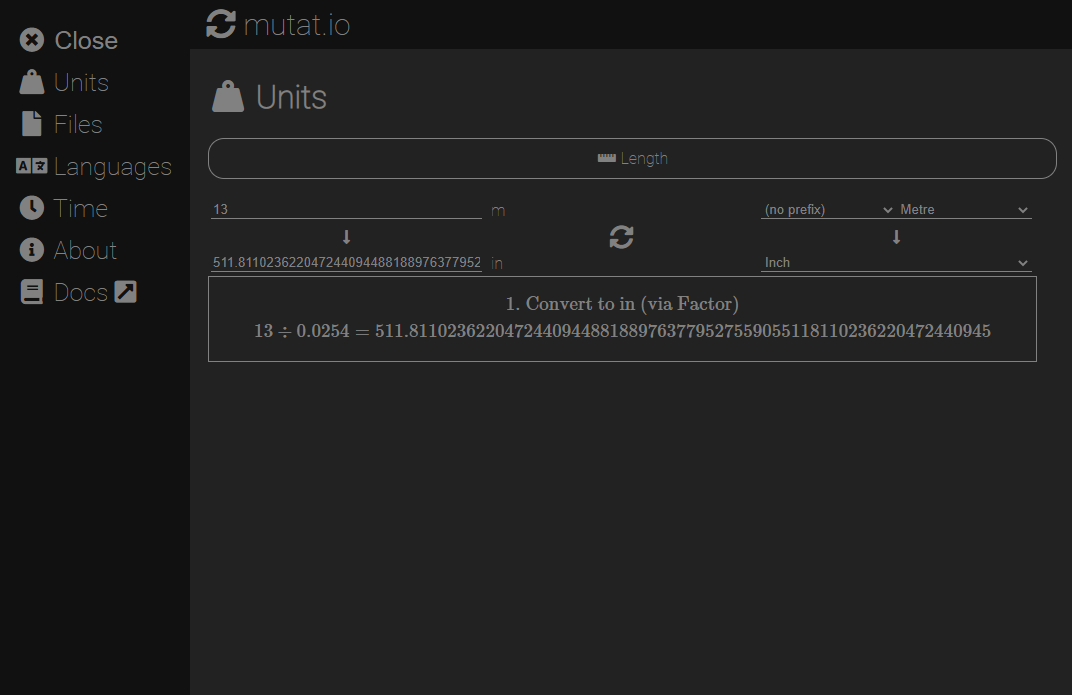 Close
Units
Files
Languages
Time
About
Docs
mutat.io
Units
Length
13 m (no prefix) Metre
511.811023622047244094488188976377952 in Inch
1. Convert to in (via Factor)
13 ÷ 0.0254 = 511.8110236220472440944881889763779527559055118110236220472440945